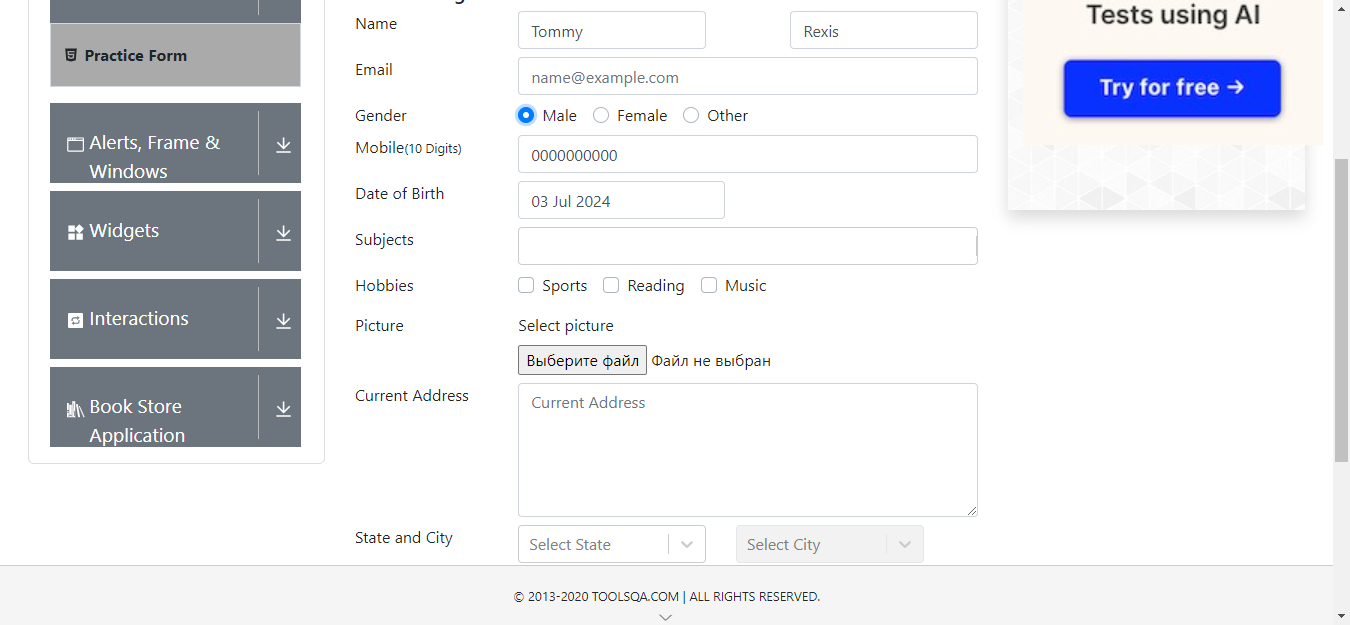 Practice Form
Alerts, Frame &
Windows
Widgets
Interactions
Book Store
Application
Name
Tommy
Rexis
Email
name@example.com
Gender
Male
Female
Other
Mobile(10 Digits)
0000000000
Date of Birth
03 Jul 2024
Subjects
Hobbies
Sports
Reading
Music
Picture
Select picture
Выберите файл Файл не выбран
Current Address
Current Address
State and City
Select State
Select City
Tests using AI
Try for free →
© 2013-2020 TOOLSQA.COM | ALL RIGHTS RESERVED.